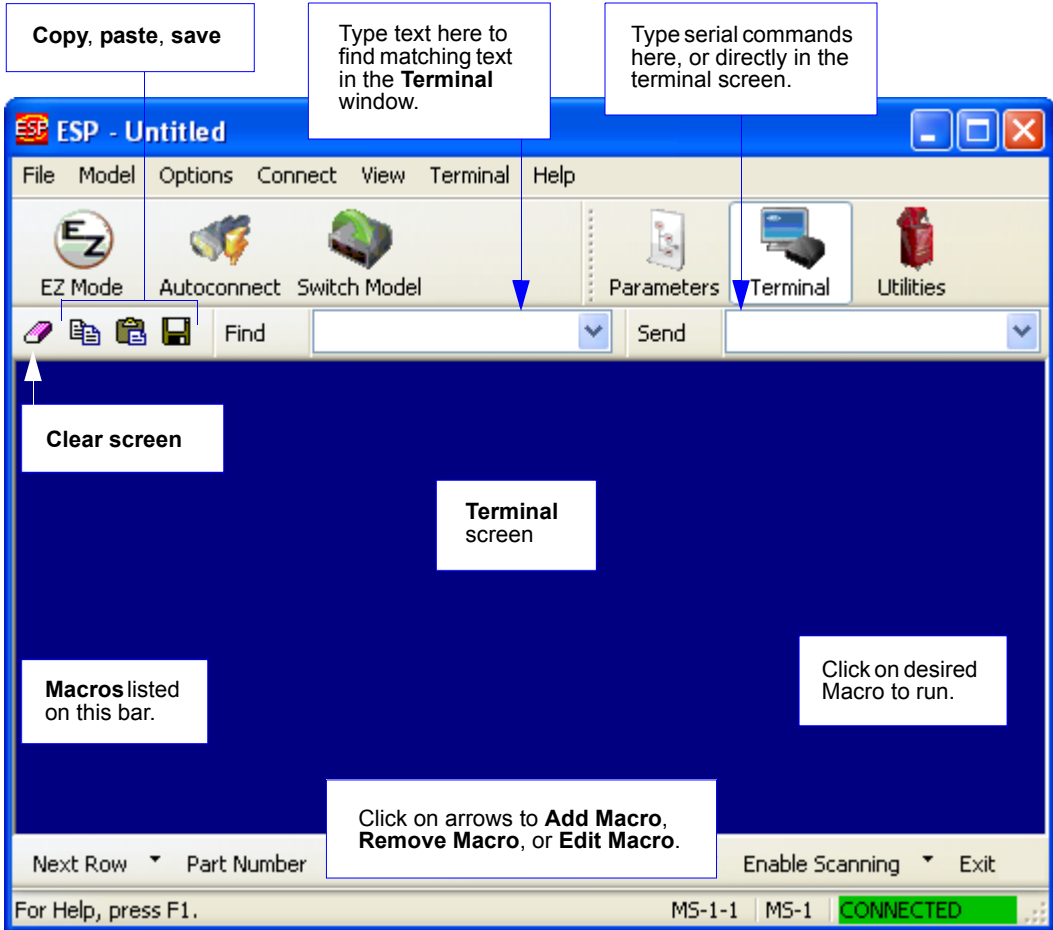 Copy, paste, save
Type text here to
find matching text
in the Terminal
window.
Type serial commands
here, or directly in the
terminal screen.
ESP ESP - Untitled
File Model Options Connect View Terminal Help
EZ
EZ Mode Autoconnect Switch Model Parameters Terminal Utilities
Find Send
Clear screen
Terminal
screen
Macros listed
on this bar.
Click on desired
Macro to run.
Click on arrows to Add Macro,
Remove Macro, or Edit Macro.
Next Row Part Number Enable Scanning Exit
For Help, press F1. MS-1-1 MS-1 CONNECTED